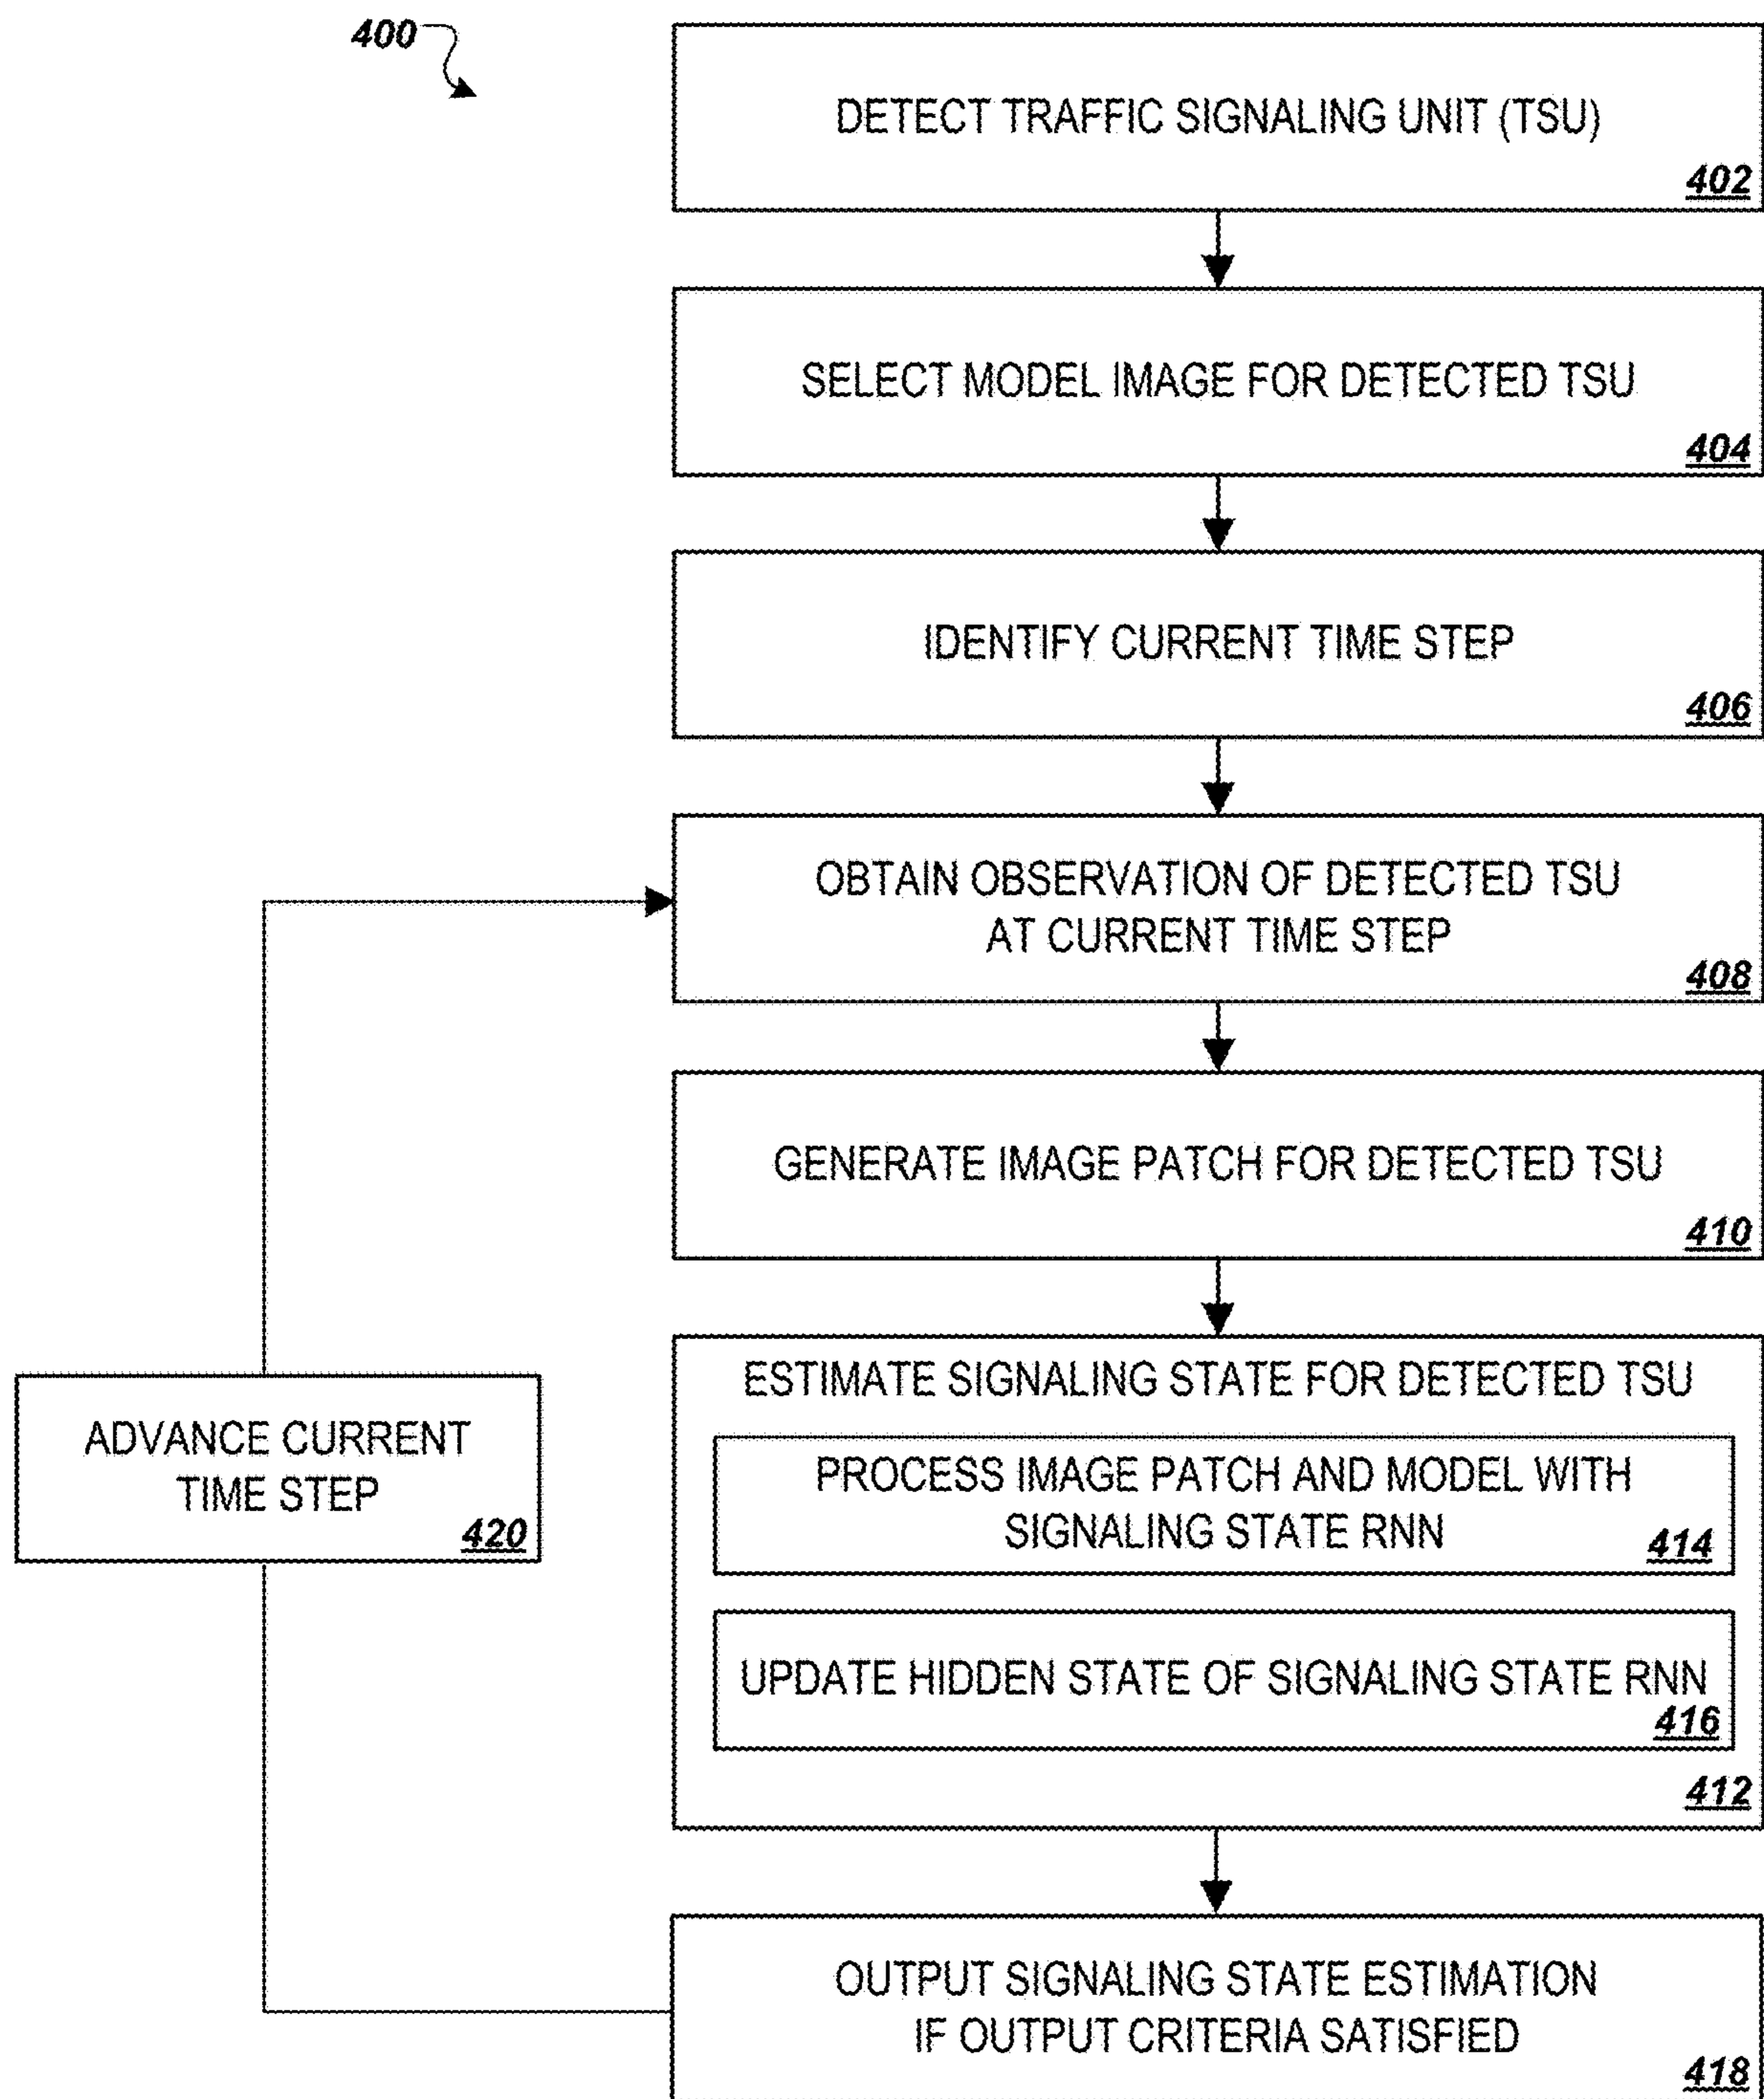 400
DETECT TRAFFIC SIGNALING UNIT (TSU)
402
SELECT MODEL IMAGE FOR DETECTED TSU
404
IDENTIFY CURRENT TIME STEP
406
OBTAIN OBSERVATION OF DETECTED TSU
AT CURRENT TIME STEP
408
GENERATE IMAGE PATCH FOR DETECTED TSU
410
ESTIMATE SIGNALING STATE FOR DETECTED TSU
PROCESS IMAGE PATCH AND MODEL WITH
SIGNALING STATE RNN
414
UPDATE HIDDEN STATE OF SIGNALING STATE RNN
416
412
OUTPUT SIGNALING STATE ESTIMATION
IF OUTPUT CRITERIA SATISFIED
418
ADVANCE CURRENT
TIME STEP
420